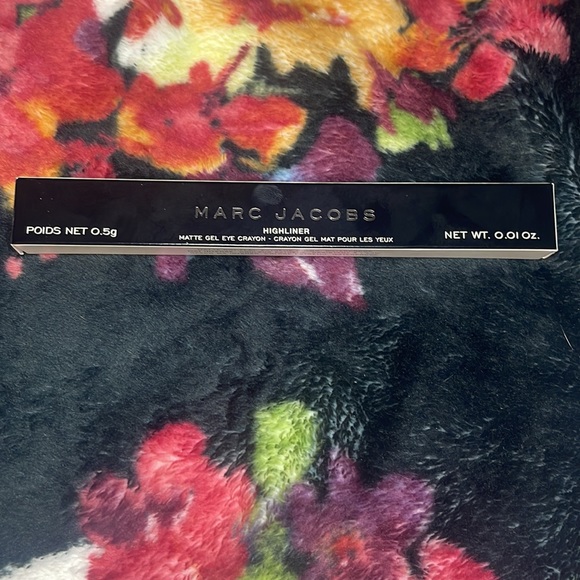 MARC JACOBS
HIGHLINER
MATTE GEL EYE CRAYON - CRAYON GEL MAT POUR LES YEUX
POIDS NET 0.5g
NET WT. 0.01 Oz.